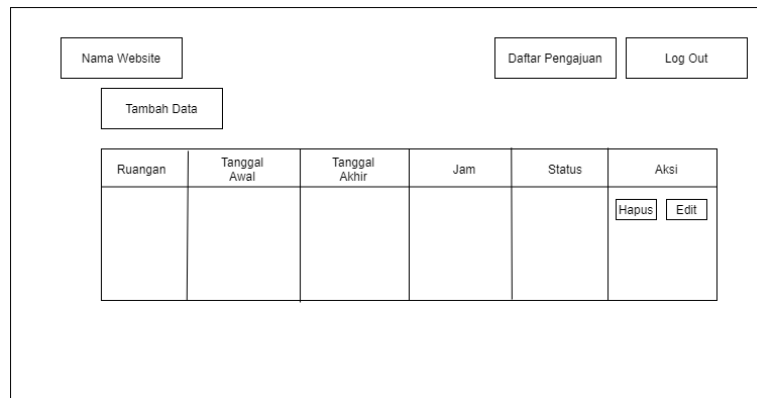 Nama Website
Daftar Pengajuan
Log Out
Tambah Data
Ruangan
Tanggal
Awal
Tanggal
Akhir
Jam
Status
Aksi
Hapus
Edit